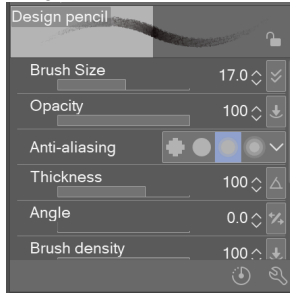 Design pencil
Brush Size 17.0
Opacity 100
Anti-aliasing
Thickness 100
Angle 0.0
Brush density 100